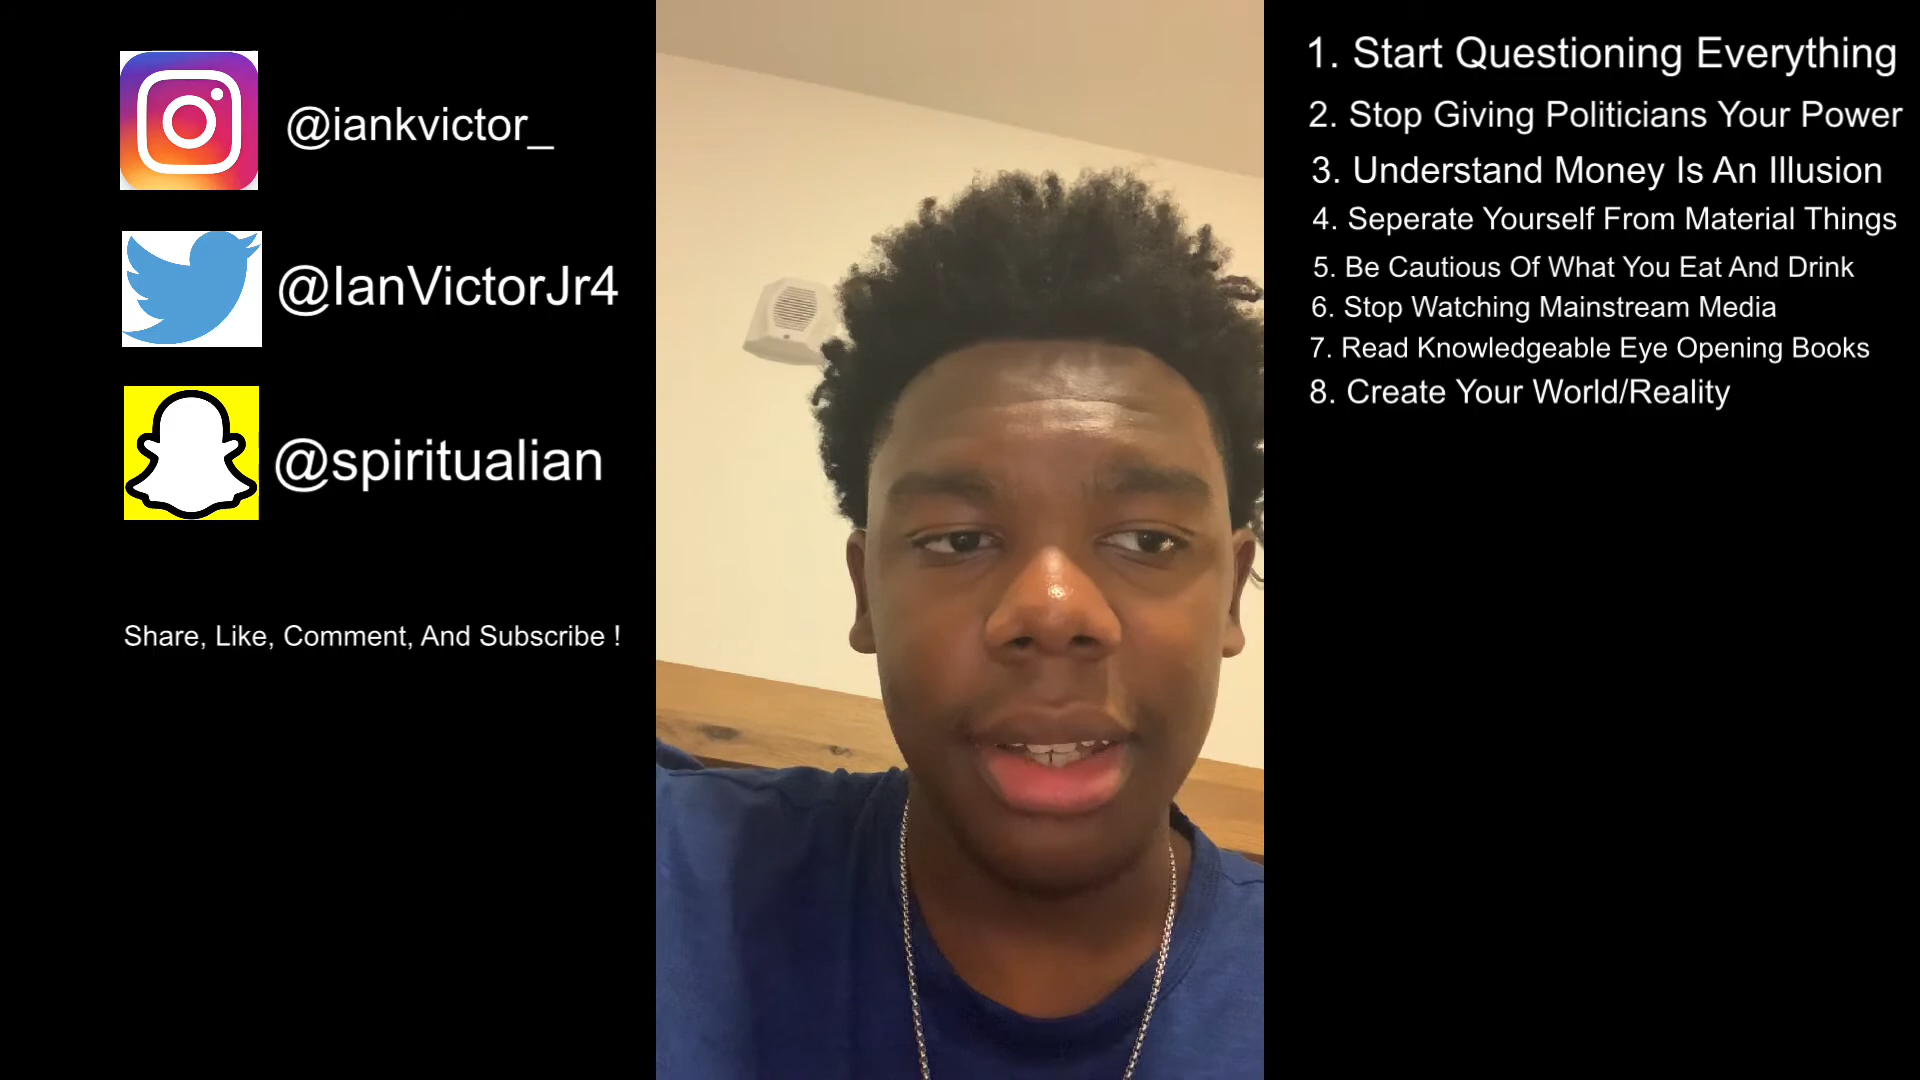 @iankvictor_
@IanVictorJr4
@spiritualian
Share, Like, Comment, And Subscribe !
1. Start Questioning Everything
2. Stop Giving Politicians Your Power
3. Understand Money Is An Illusion
4. Seperate Yourself From Material Things
5. Be Cautious Of What You Eat And Drink
6. Stop Watching Mainstream Media
7. Read Knowledgeable Eye Opening Books
8. Create Your World/Reality